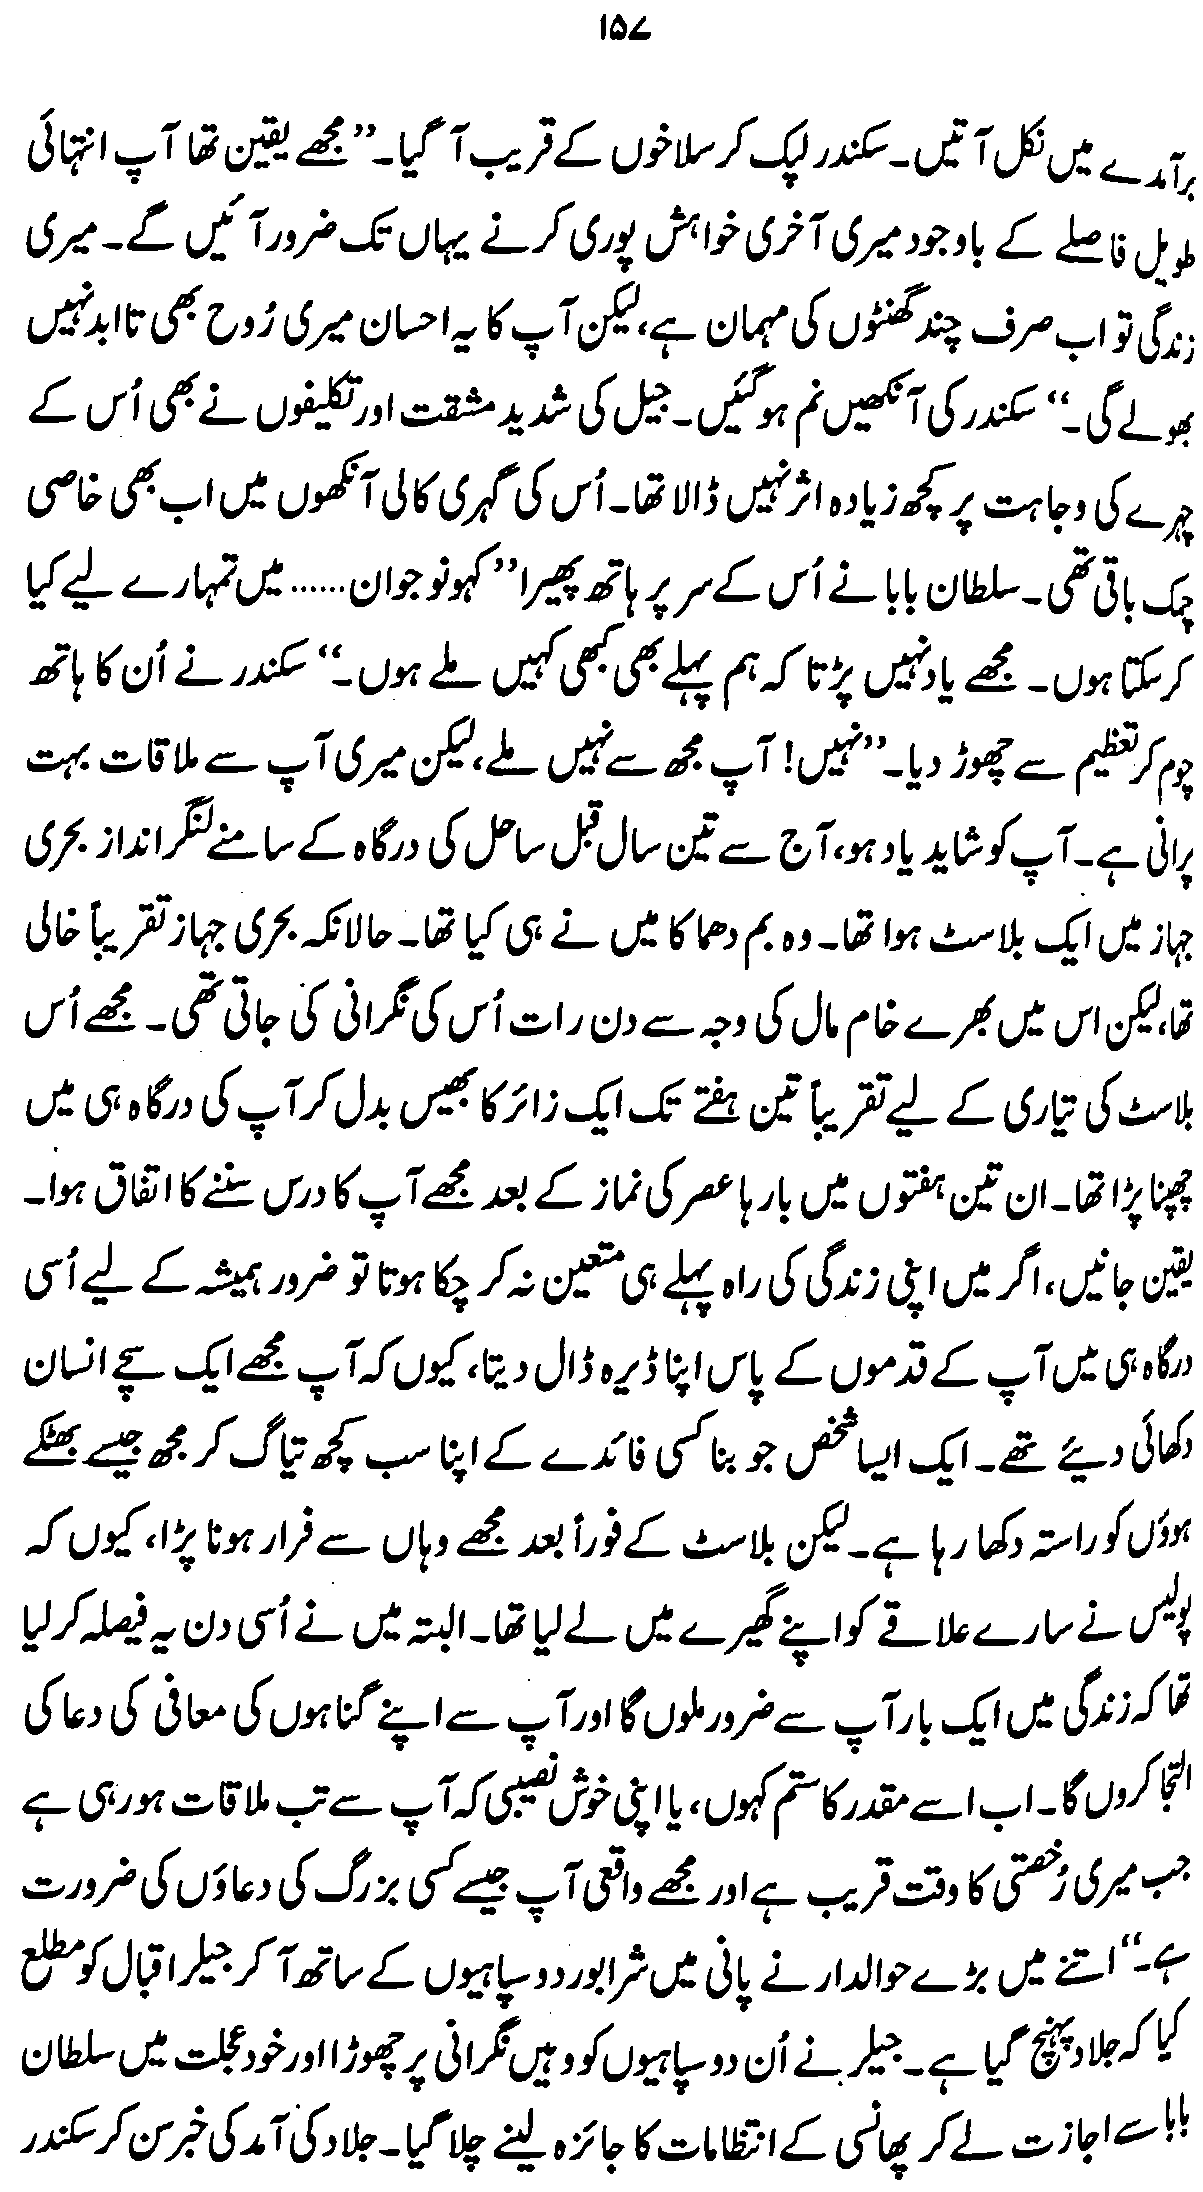 ۱۵۷
برآمدے میں نکل آتیں۔ سکندر لپک کر سلاخوں کے قریب آ گیا۔ ”مجھے یقین تھا آپ انتہائی
طویل فاصلے کے باوجود میری آخری خواہش پوری کرنے یہاں تک ضرور آئیں گے۔ میری
زندگی تو اب صرف چند گھنٹوں کی مہمان ہے، لیکن آپ کا یہ احسان میری رُوح بھی تا ابد نہیں
بھولے گی۔“ سکندر کی آنکھیں نم ہو گئیں۔ جیل کی شدید مشقت اور تکلیفوں نے بھی اُس کے
چہرے کی وجاہت پر کچھ زیادہ اثر نہیں ڈالا تھا۔ اُس کی گہری کالی آنکھوں میں اب بھی خاصی
چمک باقی تھی۔ سلطان بابا نے اُس کے سر پر ہاتھ پھیرا ”کہو نوجوان...... میں تمہارے لیے کیا
کر سکتا ہوں۔ مجھے یاد نہیں پڑتا کہ ہم پہلے بھی کبھی کہیں ملے ہوں۔“ سکندر نے اُن کا ہاتھ
چوم کر تعظیم سے چھوڑ دیا۔ ”نہیں! آپ مجھ سے نہیں ملے، لیکن میری آپ سے ملاقات بہت
پرانی ہے۔ آپ کو شاید یاد ہو، آج سے تین سال قبل ساحل کی درگاہ کے سامنے لنگر انداز بحری
جہاز میں ایک بلاسٹ ہوا تھا۔ وہ بم دھماکا میں نے ہی کیا تھا۔ حالانکہ بحری جہاز تقریباً خالی
تھا، لیکن اس میں بھرے خام مال کی وجہ سے دن رات اُس کی نگرانی کی جاتی تھی۔ مجھے اُس
بلاسٹ کی تیاری کے لیے تقریباً تین ہفتے تک ایک زائر کا بھیس بدل کر آپ کی درگاہ ہی میں
چھپنا پڑا تھا۔ ان تین ہفتوں میں بارہا عصر کی نماز کے بعد مجھے آپ کا درس سننے کا اتفاق ہوا۔
یقین جانیں، اگر میں اپنی زندگی کی راہ پہلے ہی متعین نہ کر چکا ہوتا تو ضرور ہمیشہ کے لیے اُسی
درگاہ ہی میں آپ کے قدموں کے پاس اپنا ڈیرہ ڈال دیتا، کیوں کہ آپ مجھے ایک سچے انسان
دکھائی دیئے تھے۔ ایک ایسا شخص جو بنا کسی فائدے کے اپنا سب کچھ تیاگ کر مجھ جیسے بھٹکے
ہوؤں کو راستہ دکھا رہا ہے۔ لیکن بلاسٹ کے فوراً بعد مجھے وہاں سے فرار ہونا پڑا، کیوں کہ
پولیس نے سارے علاقے کو اپنے گھیرے میں لے لیا تھا۔ البتہ میں نے اُسی دن یہ فیصلہ کر لیا
تھا کہ زندگی میں ایک بار آپ سے ضرور ملوں گا اور آپ سے اپنے گناہوں کی معافی کی دعا کی
التجا کروں گا۔ اب اسے مقدر کا ستم کہوں، یا اپنی خوش نصیبی کہ آپ سے تب ملاقات ہو رہی ہے
جب میری رُخصتی کا وقت قریب ہے اور مجھے واقعی آپ جیسے کسی بزرگ کی دعاؤں کی ضرورت
ہے۔“ اتنے میں بڑے حوالدار نے پانی میں شرابور دو سپاہیوں کے ساتھ آ کر جیلر اقبال کو مطلع
کیا کہ جلاد پہنچ گیا ہے۔ جیلر نے اُن دو سپاہیوں کو وہیں نگرانی پر چھوڑا اور خود عجلت میں سلطان
بابا سے اجازت لے کر پھانسی کے انتظامات کا جائزہ لینے چلا گیا۔ جلاد کی آمد کی خبر سن کر سکندر